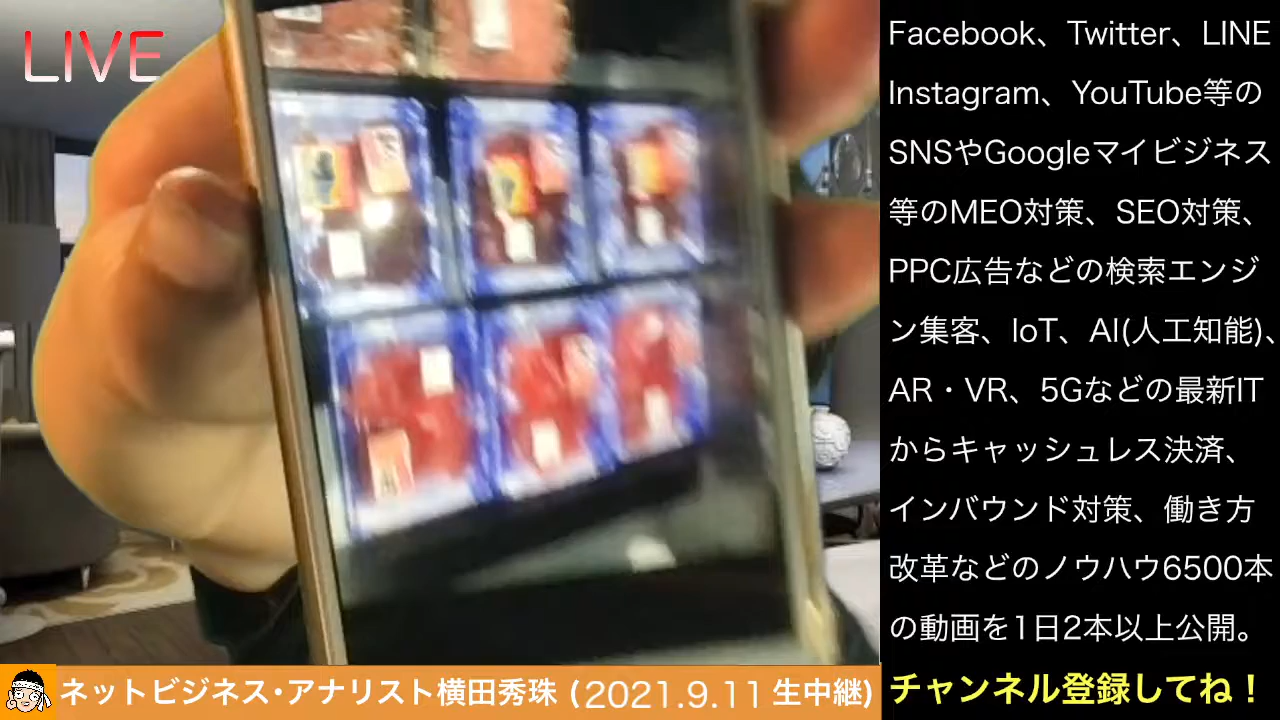 LIVE
Facebook、Twitter、LINE
Instagram、YouTube等の
SNSやGoogleマイビジネス
等のMEO対策、SEO対策、
PPC広告などの検索エンジ
ン集客、IoT、AI(人工知能)、
AR・VR、5Gなどの最新IT
からキャッシュレス決済、
インバウンド対策、働き方
改革などのノウハウ6500本
の動画を1日2本以上公開。
チャンネル登録してね！
ネットビジネス･アナリスト横田秀珠 (2021.9.11 生中継)